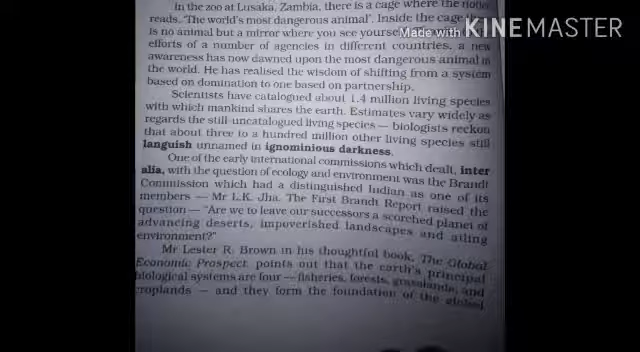 In the zoo at Lusaka, Zambia, there is a cage where the notice
reads, 'The world's most dangerous animal'. Inside the cage
is no animal but a mirror where you see
Made with KINEMASTER
efforts of a number of agencies in different countries, a new
awareness has now dawned upon the most dangerous animal in
the world. He has realised the wisdom of shifting from a system
based on domination to one based on partnership.
Scientists have catalogued about 1.4 million living species
with which mankind shares the earth. Estimates vary widely as
regards the still-uncatalogued living species — biologists reckon
that about three to a hundred million other living species still
languish unnamed in ignominious darkness.
One of the early international commissions which dealt, inter
alia, with the question of ecology and environment was the Brandt
Commission which had a distinguished Indian as one of its
members — Mr L.K. Jha. The First Brandt Report raised the
question — "Are we to leave our successors a scorched planet of
advancing deserts, impoverished landscapes and ailing
environment?"
Mr Lester R. Brown in his thoughtful book, The Global
Economic Prospect, points out that the earth's principal
biological systems are four — fisheries, forests, grasslands, and
croplands — and they form the foundation of the global